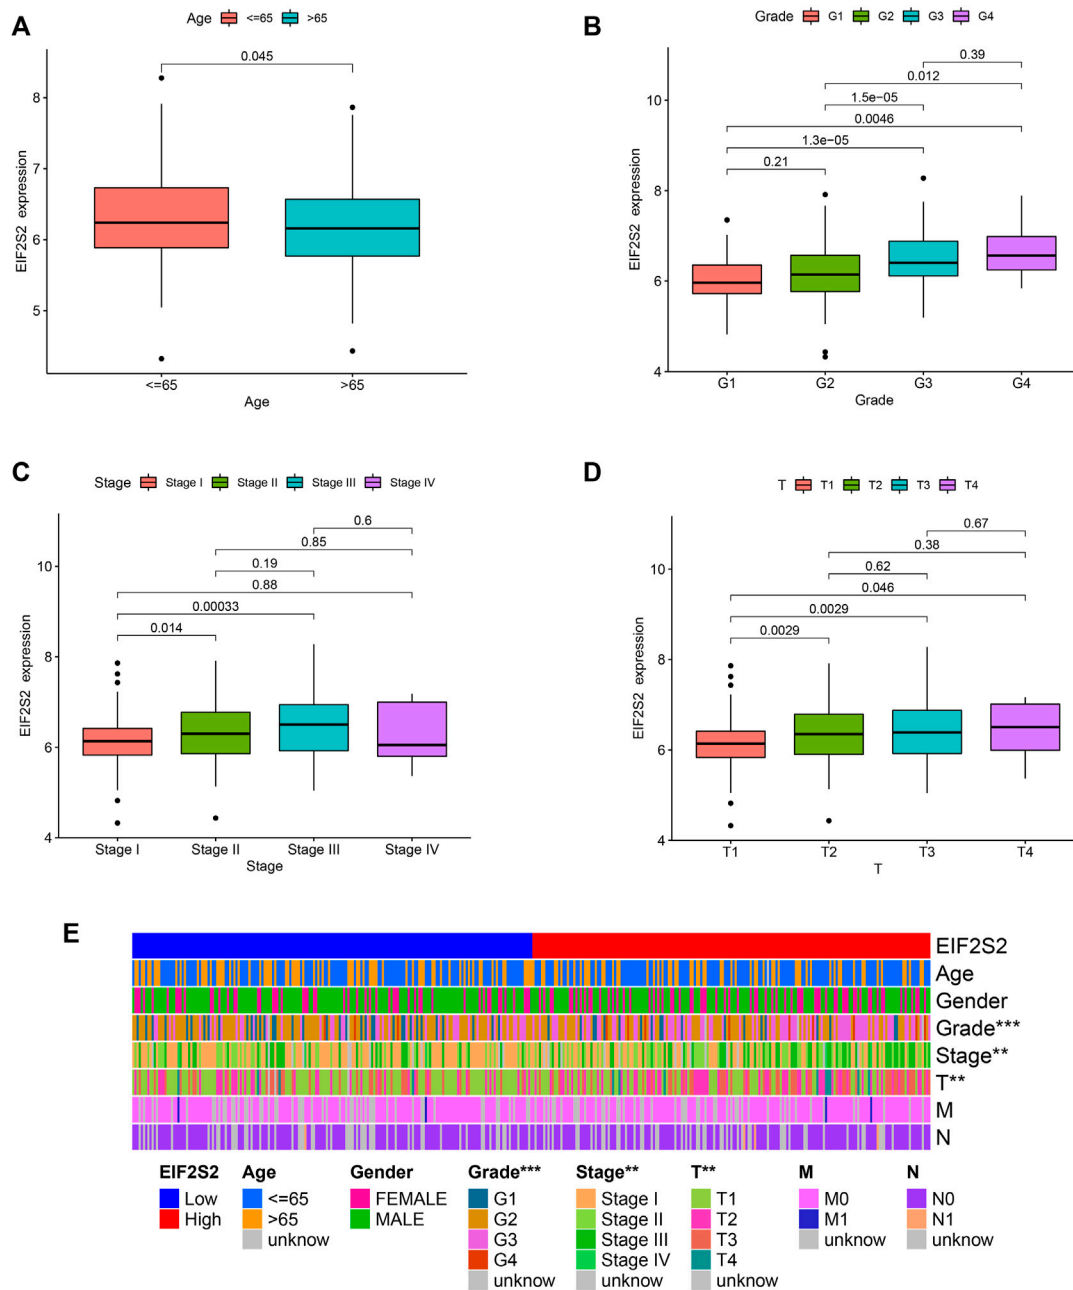 A
Age <=65 >65
0.045
8
7
6
5
EIF2S2 expression
<=65 >65
Age
B
Grade G1 G2 G3 G4
0.39
0.012
1.5e−05
0.0046
1.3e−05
0.21
10
8
6
4
EIF2S2 expression
G1 G2 G3 G4
Grade
C
Stage Stage I Stage II Stage III Stage IV
0.6
0.85
0.19
0.88
0.00033
0.014
10
8
6
4
EIF2S2 expression
Stage I Stage II Stage III Stage IV
Stage
D
T T1 T2 T3 T4
0.67
0.38
0.62
0.046
0.0029
0.0029
10
8
6
4
EIF2S2 expression
T1 T2 T3 T4
T
E
EIF2S2
Age
Gender
Grade***
Stage**
T**
M
N
EIF2S2
Low
High
Age
<=65
>65
unknow
Gender
FEMALE
MALE
Grade***
G1
G2
G3
G4
unknow
Stage**
Stage I
Stage II
Stage III
Stage IV
unknow
T**
T1
T2
T3
T4
unknow
M
M0
M1
unknow
N
N0
N1
unknow